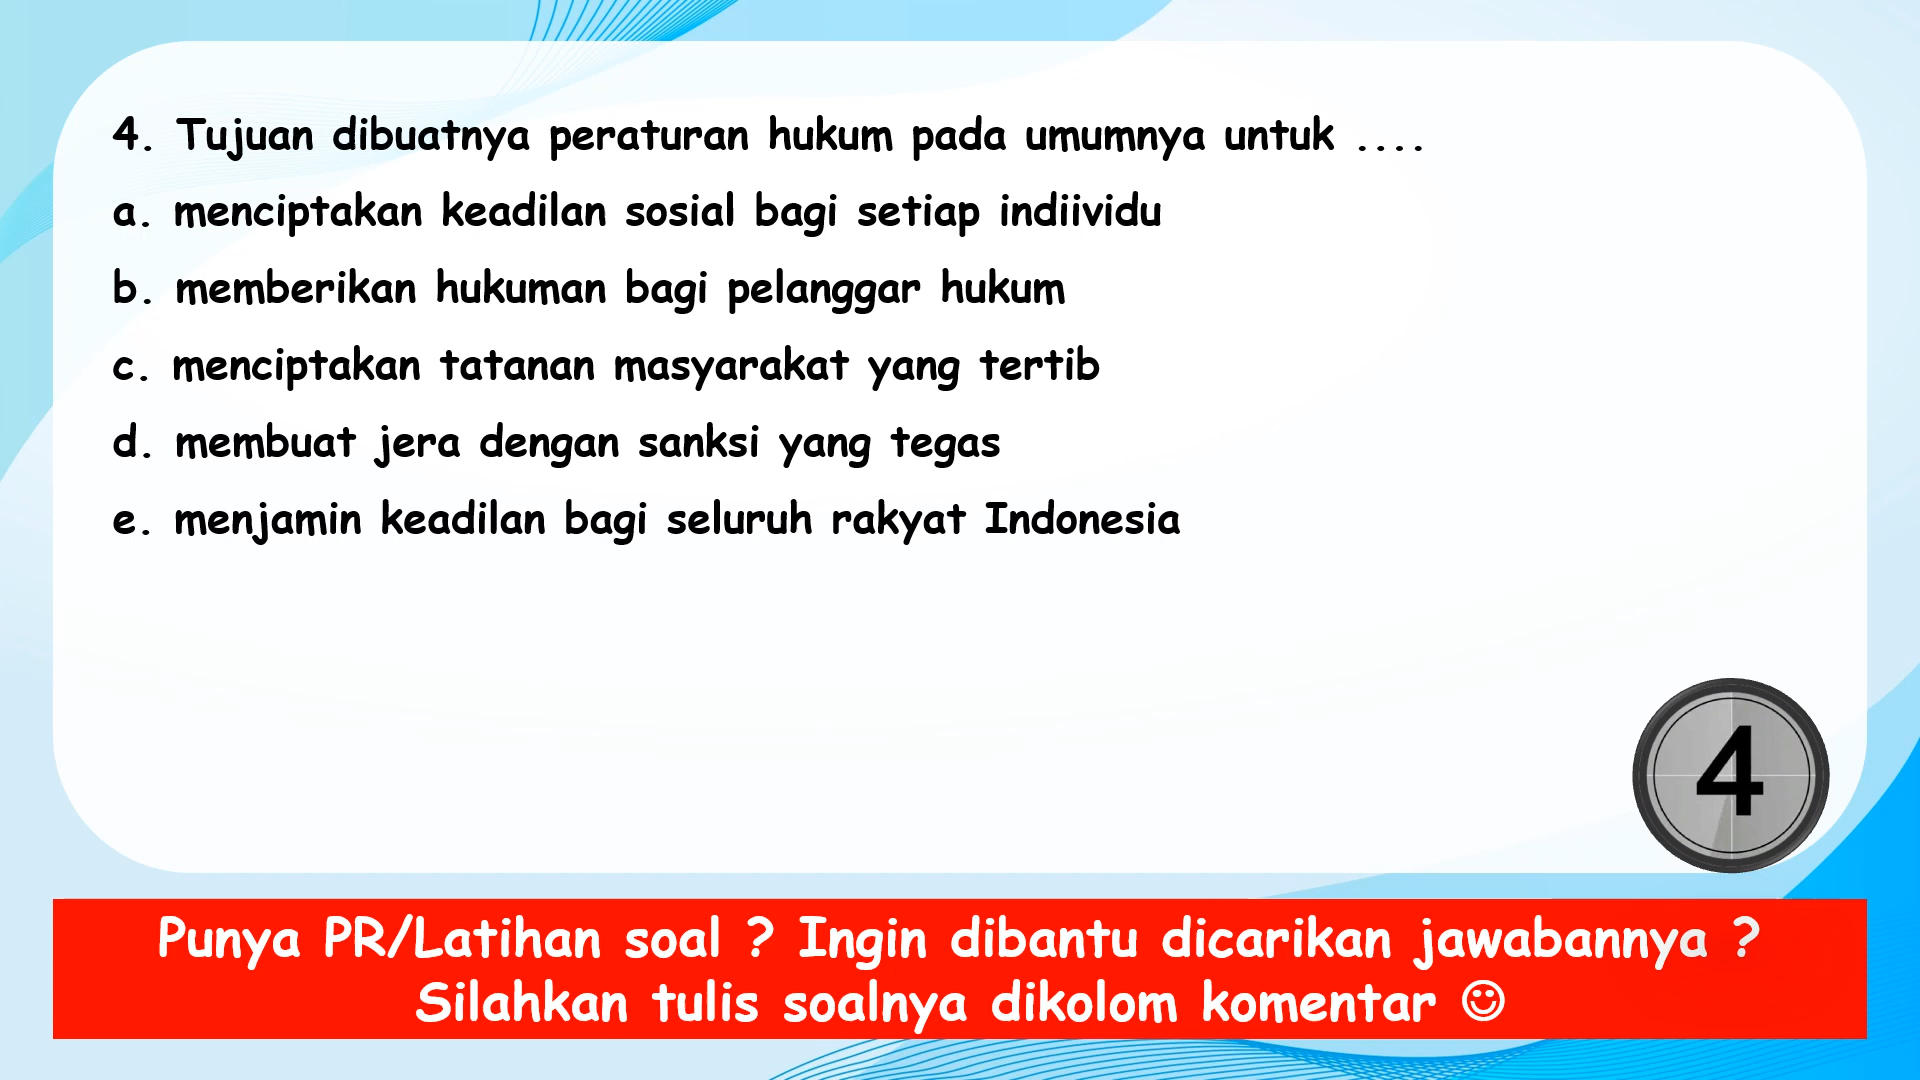 4. Tujuan dibuatnya peraturan hukum pada umumnya untuk ....
a. menciptakan keadilan sosial bagi setiap indiividu
b. memberikan hukuman bagi pelanggar hukum
c. menciptakan tatanan masyarakat yang tertib
d. membuat jera dengan sanksi yang tegas
e. menjamin keadilan bagi seluruh rakyat Indonesia
4
Punya PR/Latihan soal ? Ingin dibantu dicarikan jawabannya ?
Silahkan tulis soalnya dikolom komentar ☺